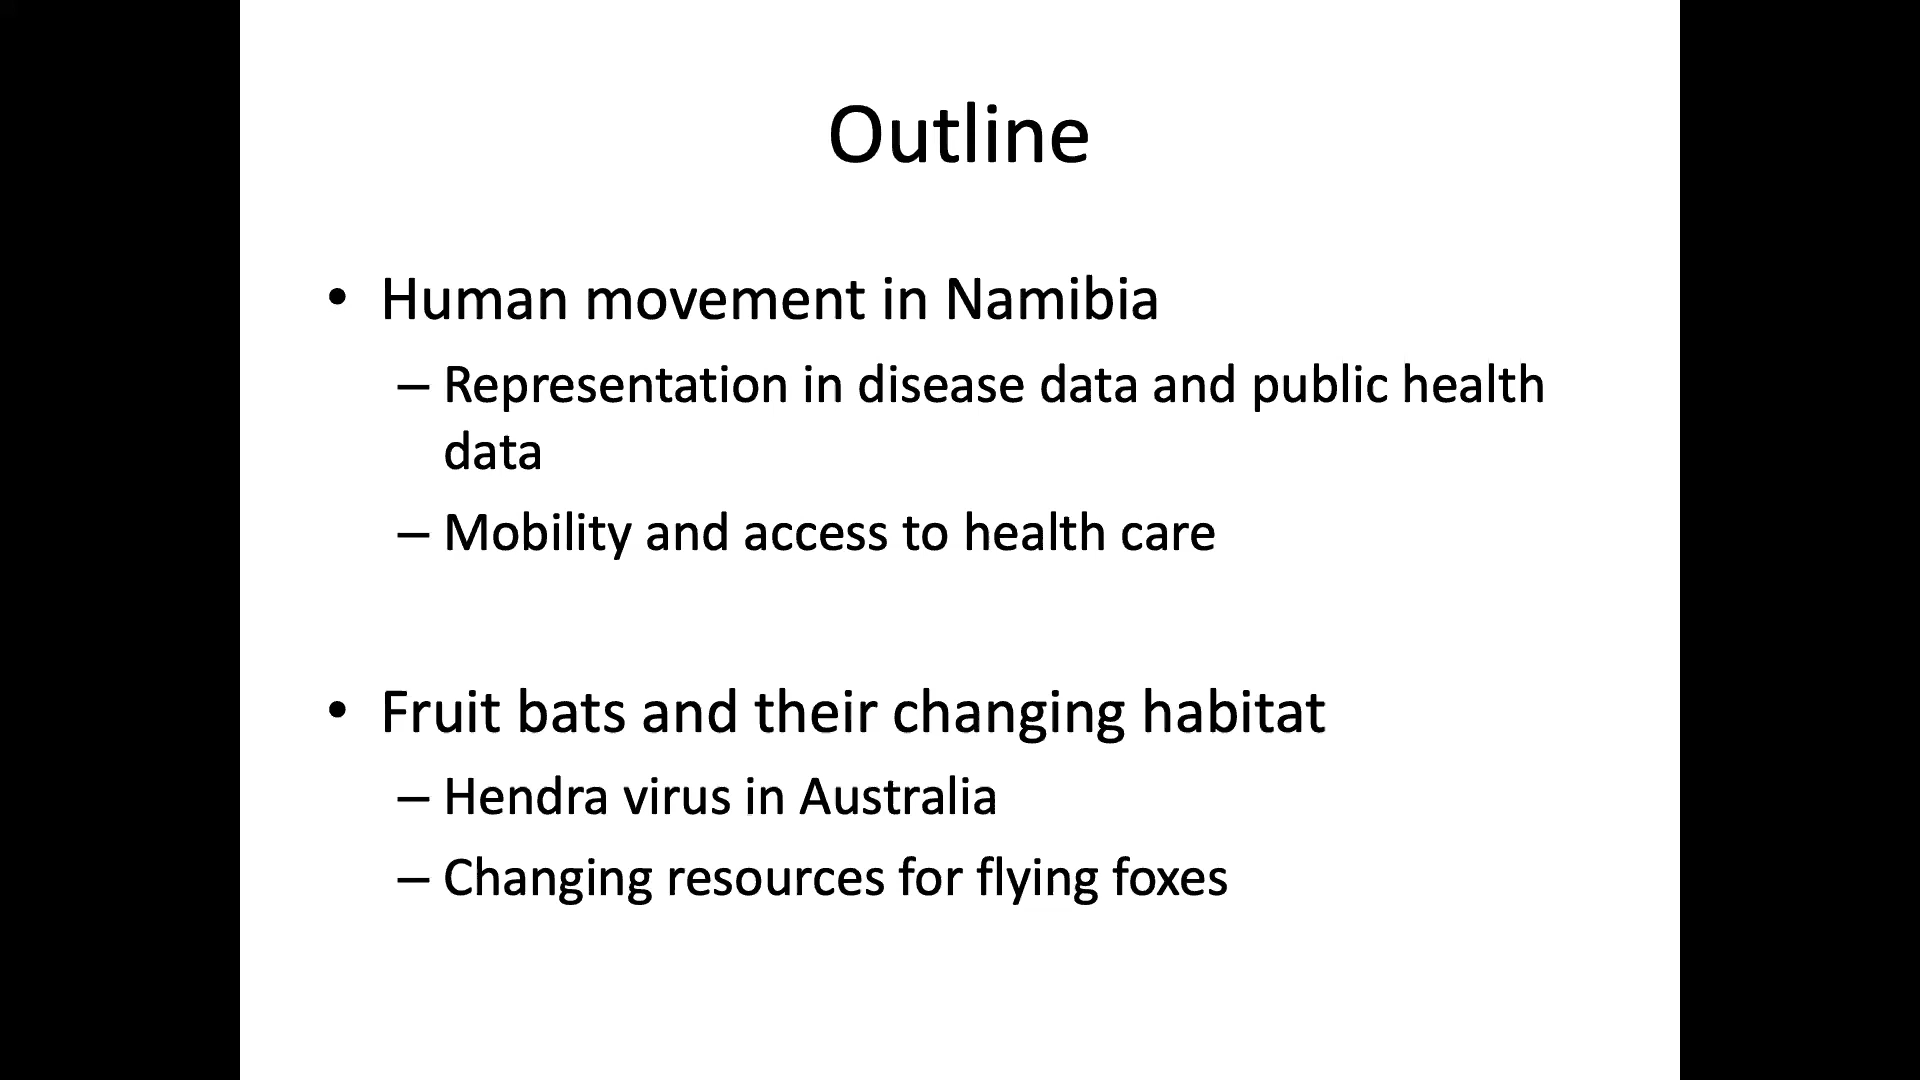 Outline
• Human movement in Namibia
– Representation in disease data and public health
data
– Mobility and access to health care
• Fruit bats and their changing habitat
– Hendra virus in Australia
– Changing resources for flying foxes